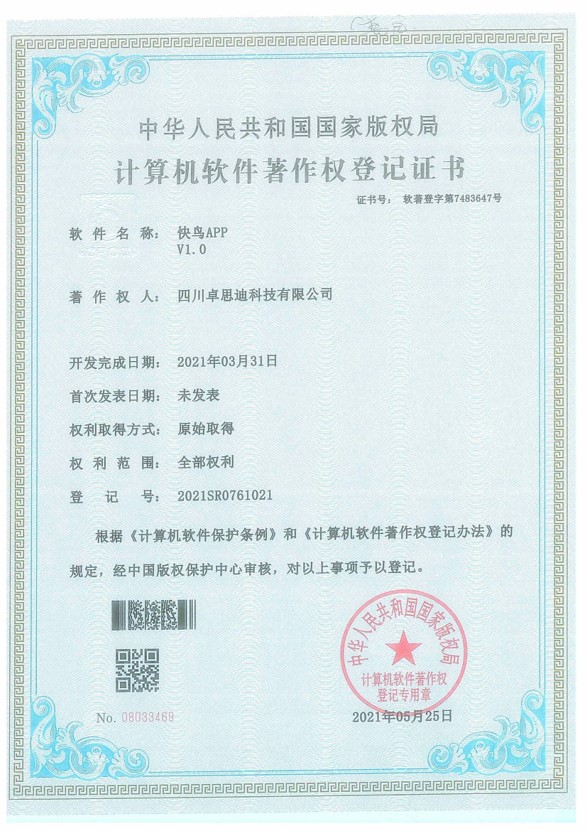 中华人民共和国国家版权局
计算机软件著作权登记证书
证书号： 软著登字第7483647号
软件名称： 快鸟APP
V1.0
著作权人： 四川卓思迪科技有限公司
开发完成日期： 2021年03月31日
首次发表日期： 未发表
权利取得方式： 原始取得
权利范围： 全部权利
登记号： 2021SR0761021
根据《计算机软件保护条例》和《计算机软件著作权登记办法》的
规定，经中国版权保护中心审核，对以上事项予以登记。
中华人民共和国国家版权局
计算机软件著作权
登记专用章
No. 08033469
2021年05月25日